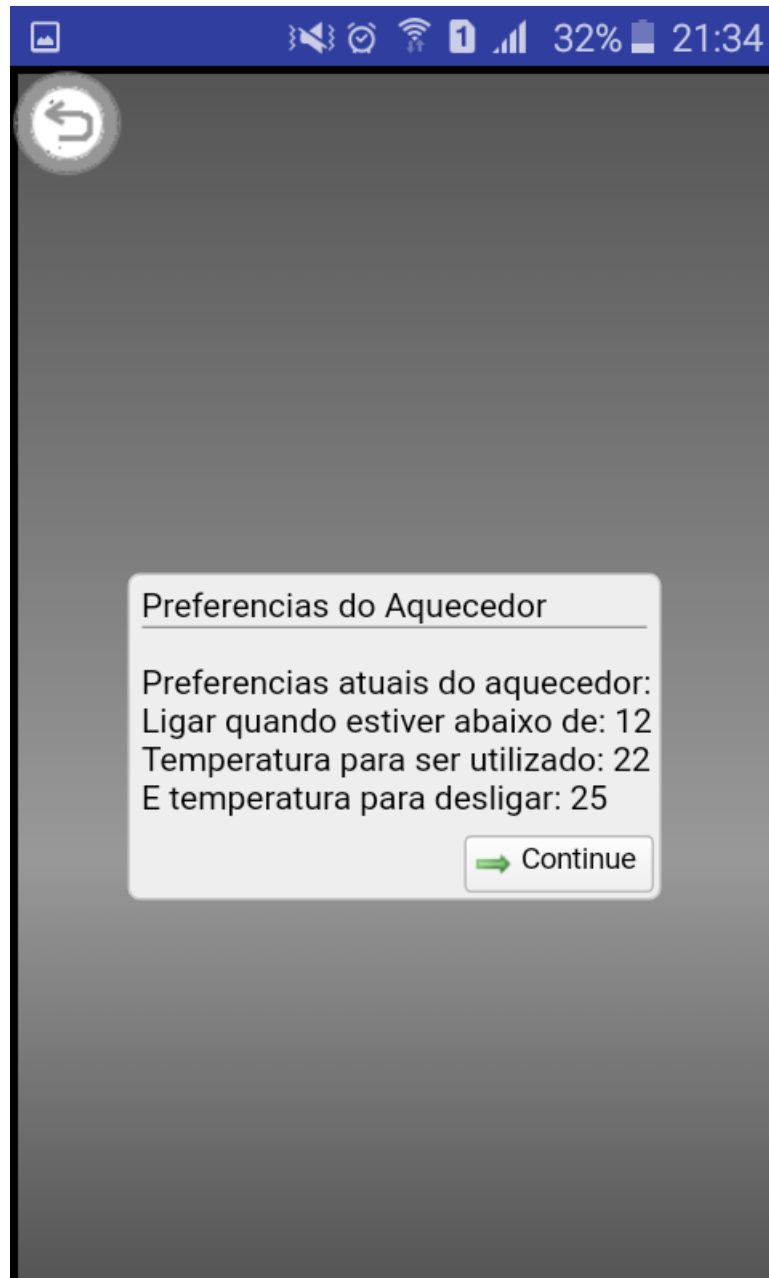 1 32% 21:34
Preferencias do Aquecedor
Preferencias atuais do aquecedor:
Ligar quando estiver abaixo de: 12
Temperatura para ser utilizado: 22
E temperatura para desligar: 25
Continue